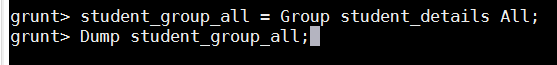 grunt> student_group_all = Group student_details All;
grunt> Dump student_group_all;